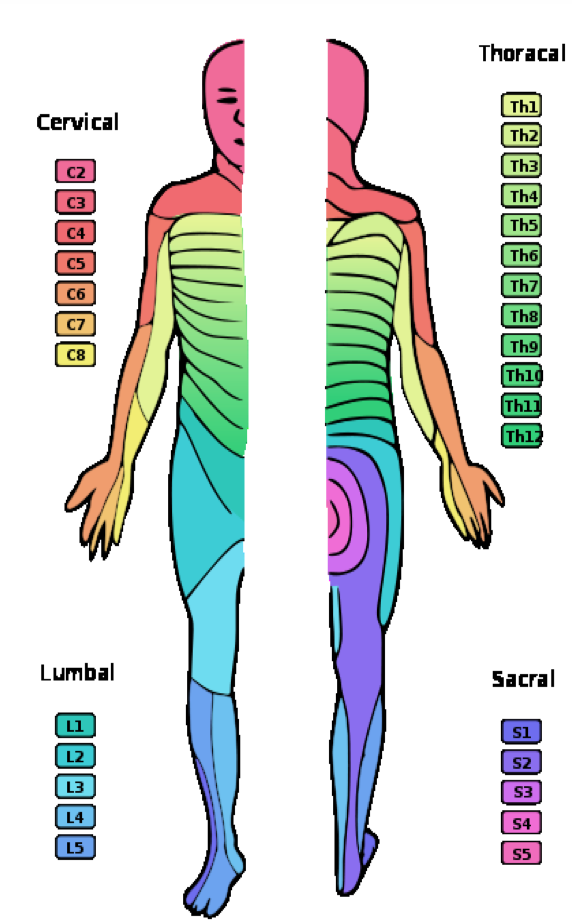 Cervical
C2
C3
C4
C5
C6
C7
C8
Thoracal
Th1
Th2
Th3
Th4
Th5
Th6
Th7
Th8
Th9
Th10
Th11
Th12
Lumbal
L1
L2
L3
L4
L5
Sacral
S1
S2
S3
S4
S5